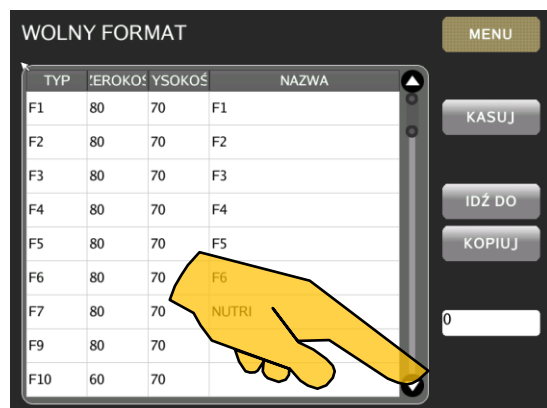 WOLNY FORMAT
MENU
TYP ZEROKOŚ YSOKOŚ NAZWA
F1 80 70 F1
KASUJ
F2 80 70 F2
F3 80 70 F3
IDŹ DO
F4 80 70 F4
KOPIUJ
F5 80 70 F5
F6 80 70 F6
F7 80 70 NUTRI
0
F9 80 70
F10 60 70